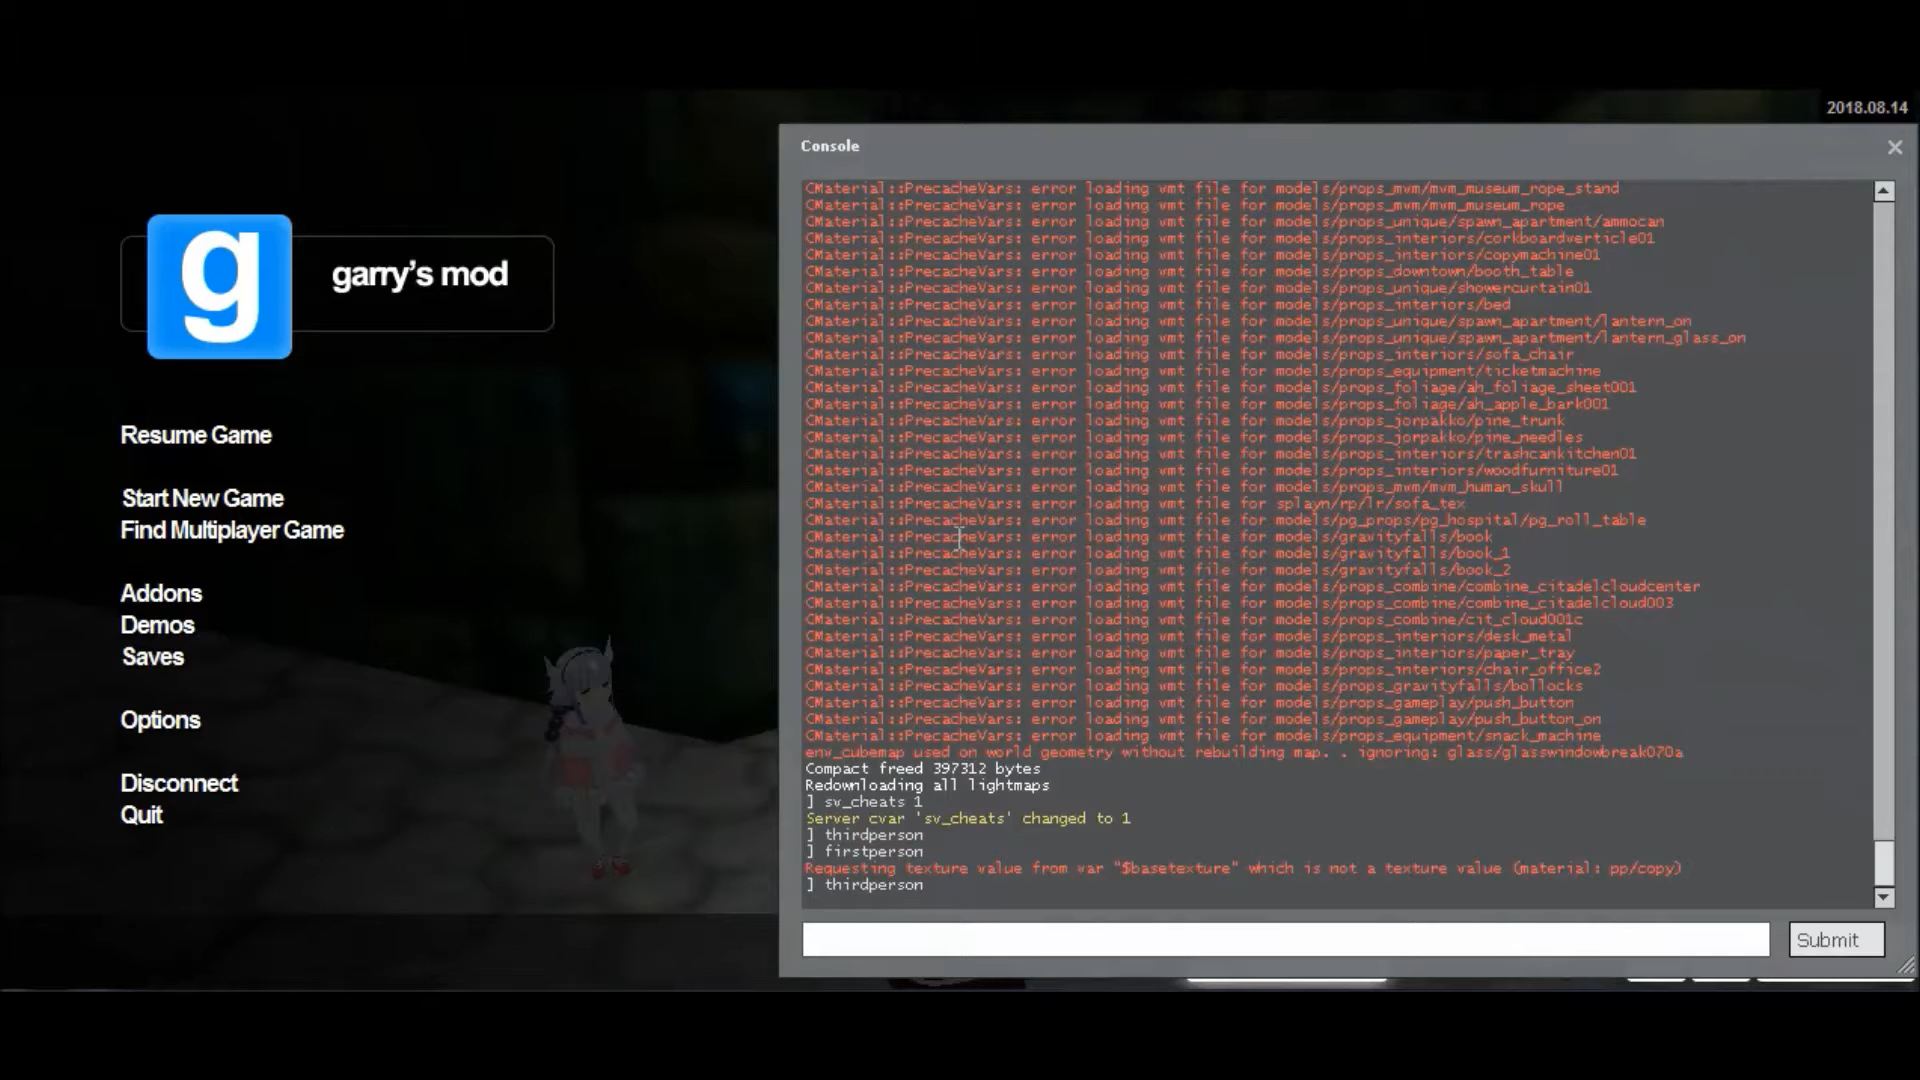 2018.08.14
g
garry's mod
Resume Game
Start New Game
Find Multiplayer Game
Addons
Demos
Saves
Options
Disconnect
Quit
Console
CMaterial::PrecacheVars: error loading vmt file for models/props_mvm/mvm_museum_rope_stand
CMaterial::PrecacheVars: error loading vmt file for models/props_mvm/mvm_museum_rope
CMaterial::PrecacheVars: error loading vmt file for models/props_unique/spawn_apartment/ammocan
CMaterial::PrecacheVars: error loading vmt file for models/props_interiors/corkboardverticle01
CMaterial::PrecacheVars: error loading vmt file for models/props_interiors/copymachine01
CMaterial::PrecacheVars: error loading vmt file for models/props_downtown/booth_table
CMaterial::PrecacheVars: error loading vmt file for models/props_unique/showercurtain01
CMaterial::PrecacheVars: error loading vmt file for models/props_interiors/bed
CMaterial::PrecacheVars: error loading vmt file for models/props_unique/spawn_apartment/lantern_on
CMaterial::PrecacheVars: error loading vmt file for models/props_unique/spawn_apartment/lantern_glass_on
CMaterial::PrecacheVars: error loading vmt file for models/props_interiors/sofa_chair
CMaterial::PrecacheVars: error loading vmt file for models/props_equipment/ticketmachine
CMaterial::PrecacheVars: error loading vmt file for models/props_foliage/ah_foliage_sheet001
CMaterial::PrecacheVars: error loading vmt file for models/props_foliage/ah_apple_bark001
CMaterial::PrecacheVars: error loading vmt file for models/props_jorpakko/pine_trunk
CMaterial::PrecacheVars: error loading vmt file for models/props_jorpakko/pine_needles
CMaterial::PrecacheVars: error loading vmt file for models/props_interiors/trashcankitchen01
CMaterial::PrecacheVars: error loading vmt file for models/props_interiors/woodfurniture01
CMaterial::PrecacheVars: error loading vmt file for models/props_mvm/mvm_human_skull
CMaterial::PrecacheVars: error loading vmt file for splayn/rp/lr/sofa_tex
CMaterial::PrecacheVars: error loading vmt file for models/pg_props/pg_hospital/pg_roll_table
CMaterial::PrecacheVars: error loading vmt file for models/gravityfalls/book
CMaterial::PrecacheVars: error loading vmt file for models/gravityfalls/book_1
CMaterial::PrecacheVars: error loading vmt file for models/gravityfalls/book_2
CMaterial::PrecacheVars: error loading vmt file for models/props_combine/combine_citadelcloudcenter
CMaterial::PrecacheVars: error loading vmt file for models/props_combine/combine_citadelcloud003
CMaterial::PrecacheVars: error loading vmt file for models/props_combine/cit_cloud001c
CMaterial::PrecacheVars: error loading vmt file for models/props_interiors/desk_metal
CMaterial::PrecacheVars: error loading vmt file for models/props_interiors/paper_tray
CMaterial::PrecacheVars: error loading vmt file for models/props_interiors/chair_office2
CMaterial::PrecacheVars: error loading vmt file for models/props_gravityfalls/bollocks
CMaterial::PrecacheVars: error loading vmt file for models/props_gameplay/push_button
CMaterial::PrecacheVars: error loading vmt file for models/props_gameplay/push_button_on
CMaterial::PrecacheVars: error loading vmt file for models/props_equipment/snack_machine
env_cubemap used on world geometry without rebuilding map. . ignoring: glass/glasswindowbreak070a
Compact freed 397312 bytes
Redownloading all lightmaps
] sv_cheats 1
Server cvar 'sv_cheats' changed to 1
] thirdperson
] firstperson
Requesting texture value from var "$basetexture" which is not a texture value (material: pp/copy)
] thirdperson
Submit